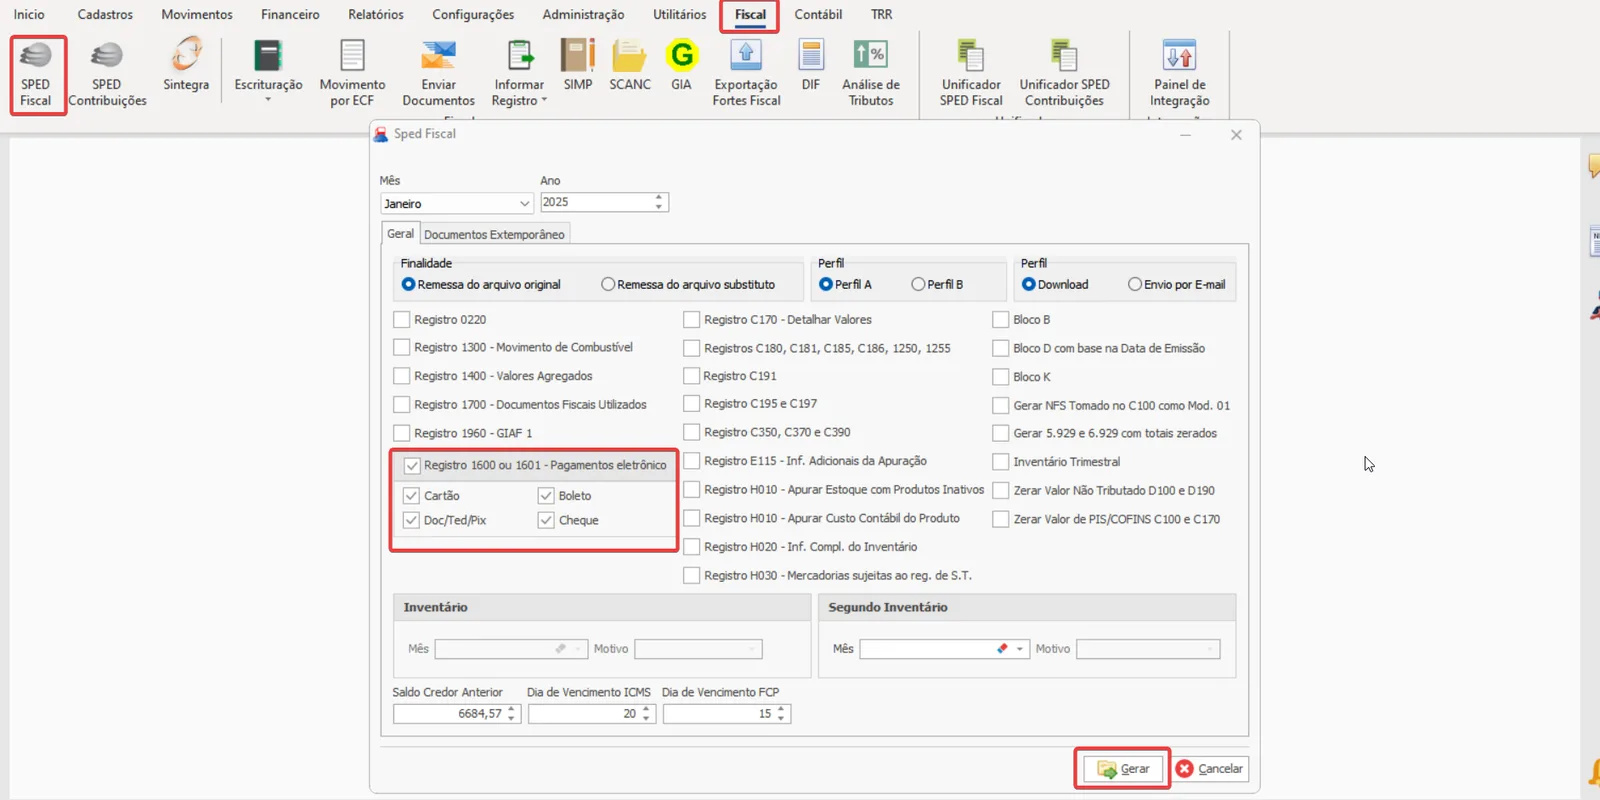 Início Cadastros Movimentos Financeiro Relatórios Configurações Administração Utilitários Fiscal Contábil TRR
SPED Fiscal
SPED Contribuições
Sintegra
Escrituração
Movimento por ECF
Enviar Documentos
Informar Registro
SIMP
SCANC
G
GIA
Exportação Fortes Fiscal
DIF
%
Análise de Tributos
Unificador SPED Fiscal
Unificador SPED Contribuições
Painel de Integração
Sped Fiscal
Mês Ano
Janeiro 2025
Geral Documentos Extemporâneo
Finalidade Perfil Perfil
Remessa do arquivo original Remessa do arquivo substituto Perfil A Perfil B Download Envio por E-mail
Registro 0220
Registro 1300 - Movimento de Combustível
Registro 1400 - Valores Agregados
Registro 1700 - Documentos Fiscais Utilizados
Registro 1960 - GIAF 1
Registro 1600 ou 1601 - Pagamentos eletrônico
Cartão Boleto
Doc/Ted/Pix Cheque
Registro C170 - Detalhar Valores
Registros C180, C181, C185, C186, 1250, 1255
Registro C191
Registro C195 e C197
Registro C350, C370 e C390
Registro E115 - Inf. Adicionais da Apuração
Registro H010 - Apurar Estoque com Produtos Inativos
Registro H010 - Apurar Custo Contábil do Produto
Registro H020 - Inf. Compl. do Inventário
Registro H030 - Mercadorias sujeitas ao reg. de S.T.
Bloco B
Bloco D com base na Data de Emissão
Bloco K
Gerar NFS Tomado no C100 como Mod. 01
Gerar 5.929 e 6.929 com totais zerados
Inventário Trimestral
Zerar Valor Não Tributado D100 e D190
Zerar Valor de PIS/COFINS C100 e C170
Inventário Segundo Inventário
Mês Motivo Mês Motivo
Saldo Credor Anterior Dia de Vencimento ICMS Dia de Vencimento FCP
6684,57 20 15
Gerar Cancelar